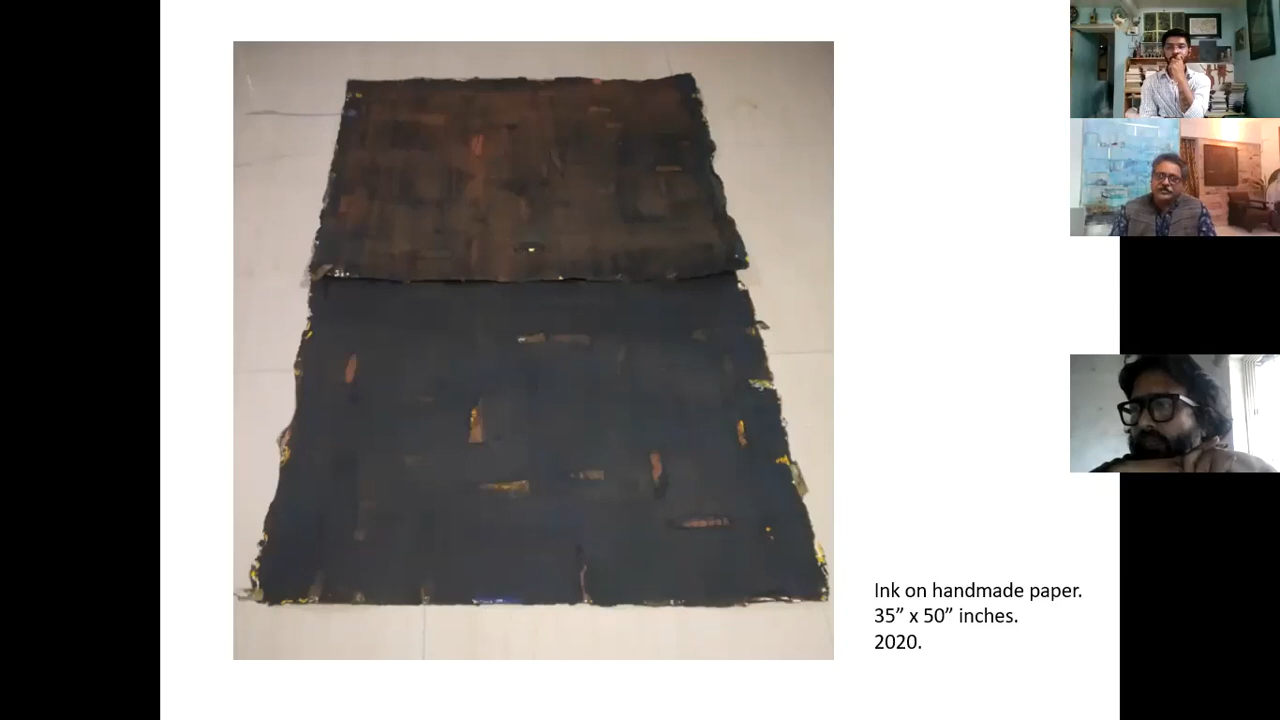 Ink on handmade paper.
35” x 50” inches.
2020.